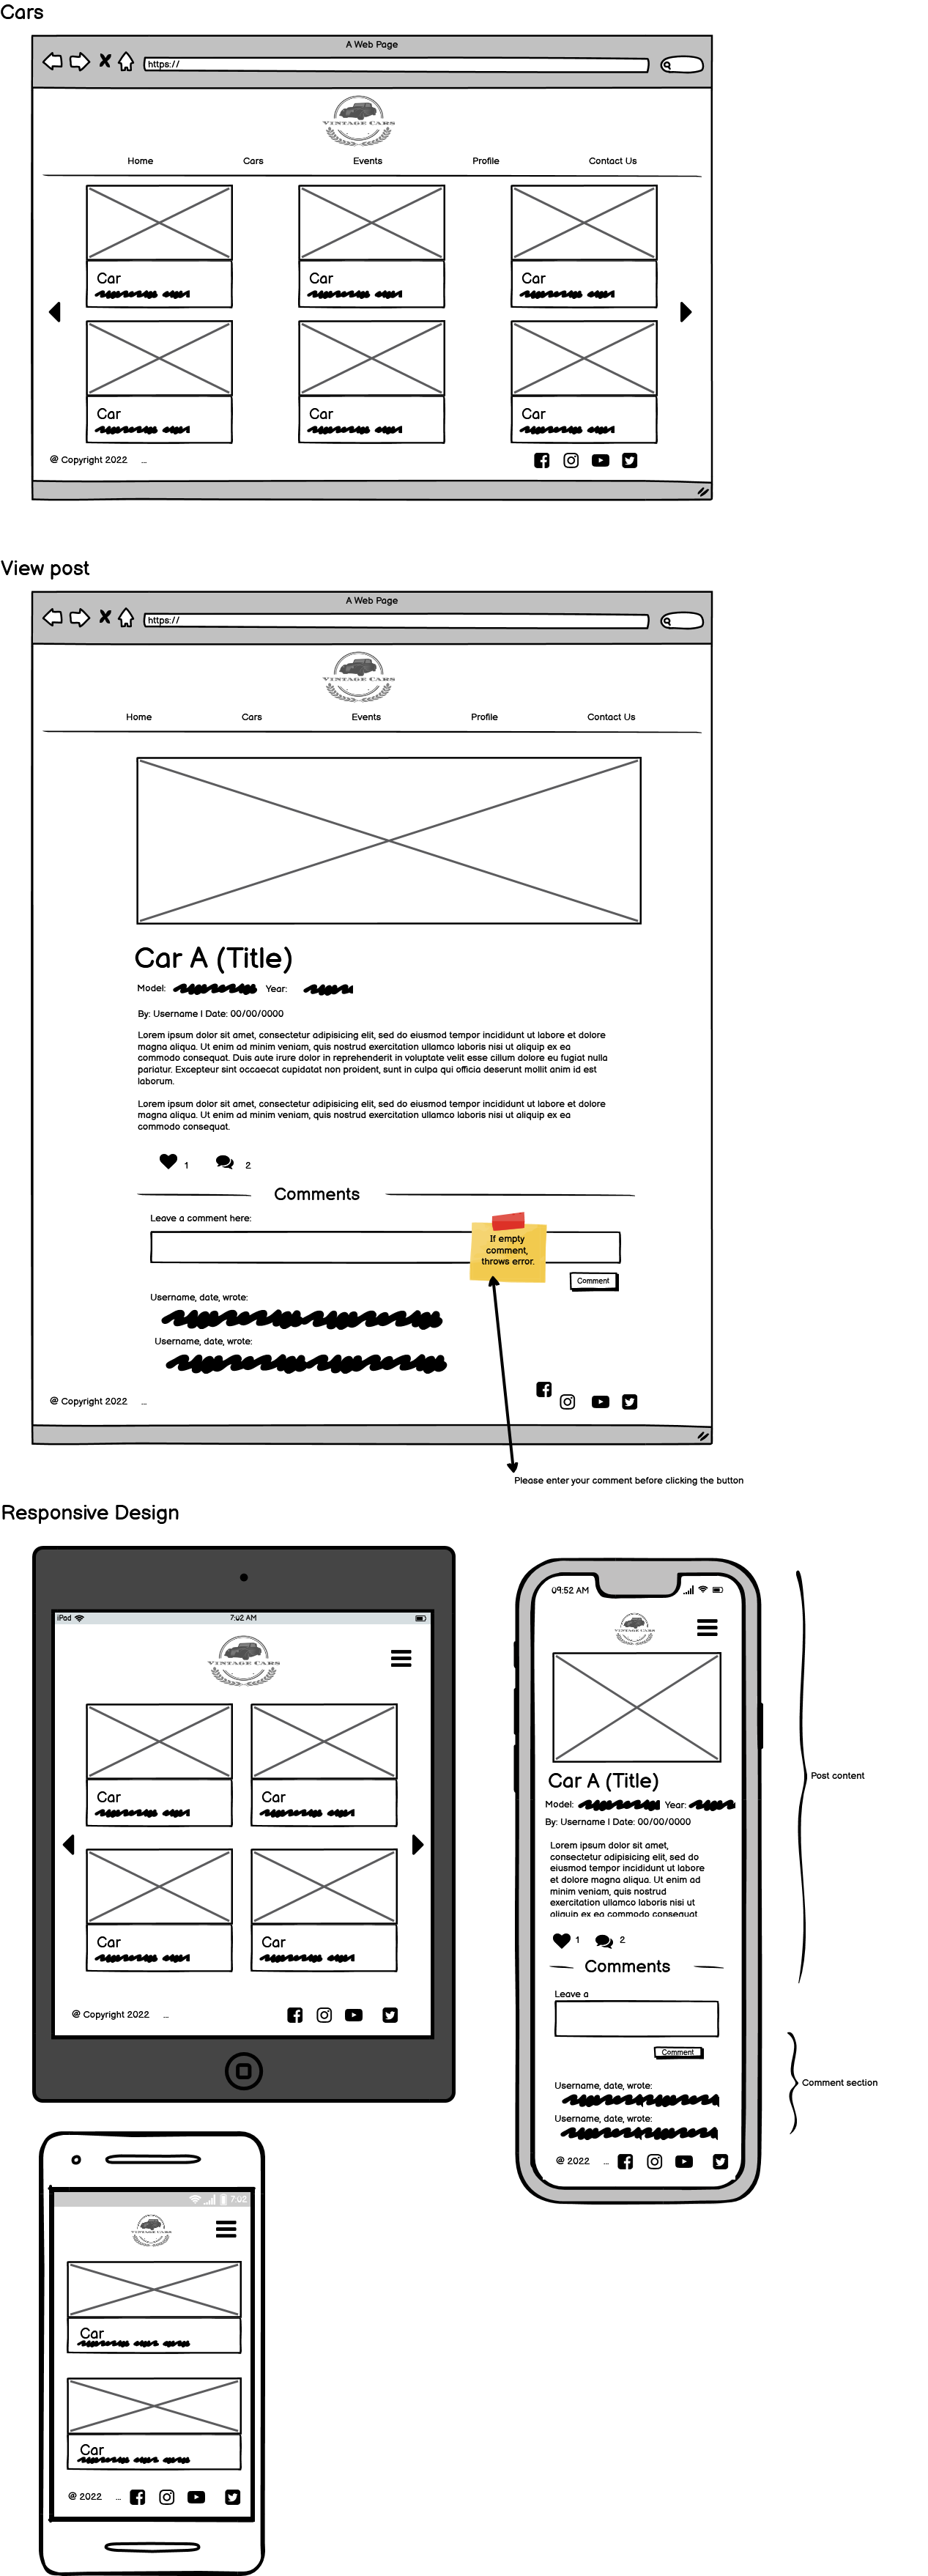 Cars
A Web Page
https://
VINTAGE CARS
Home Cars Events Profile Contact Us
Car Car Car
Car Car Car
@ Copyright 2022 ...
View post
A Web Page
https://
VINTAGE CARS
Home Cars Events Profile Contact Us
Car A (Title)
Model: Year:
By: Username | Date: 00/00/0000
Lorem ipsum dolor sit amet, consectetur adipisicing elit, sed do eiusmod tempor incididunt ut labore et dolore
magna aliqua. Ut enim ad minim veniam, quis nostrud exercitation ullamco laboris nisi ut aliquip ex ea
commodo consequat. Duis aute irure dolor in reprehenderit in voluptate velit esse cillum dolore eu fugiat nulla
pariatur. Excepteur sint occaecat cupidatat non proident, sunt in culpa qui officia deserunt mollit anim id est
laborum.
Lorem ipsum dolor sit amet, consectetur adipisicing elit, sed do eiusmod tempor incididunt ut labore et dolore
magna aliqua. Ut enim ad minim veniam, quis nostrud exercitation ullamco laboris nisi ut aliquip ex ea
commodo consequat.
1 2
Comments
Leave a comment here:
If empty
comment,
throws error.
Comment
Username, date, wrote:
Username, date, wrote:
@ Copyright 2022 ...
Please enter your comment before clicking the button
Responsive Design
iPad 7:02 AM
VINTAGE CARS
Car Car
Car Car
@ Copyright 2022 ...
09:52 AM
VINTAGE CARS
Car A (Title)
Model: Year:
By: Username | Date: 00/00/0000
Lorem ipsum dolor sit amet,
consectetur adipisicing elit, sed do
eiusmod tempor incididunt ut labore
et dolore magna aliqua. Ut enim ad
minim veniam, quis nostrud
exercitation ullamco laboris nisi ut
aliquip ex ea commodo consequat
1 2
Comments
Leave a
Comment
Username, date, wrote:
Username, date, wrote:
@ 2022 ...
Post content
Comment section
7:02
VINTAGE CARS
Car
Car
@ 2022 ...